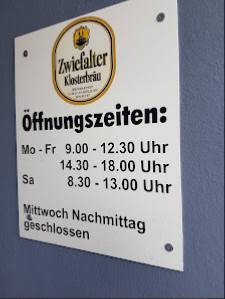 Zwiefalter
Klosterbräu
Öffnungszeiten:
Mo - Fr 9.00 - 12.30 Uhr
14.30 - 18.00 Uhr
Sa 8.30 - 13.00 Uhr
Mittwoch Nachmittag
geschlossen